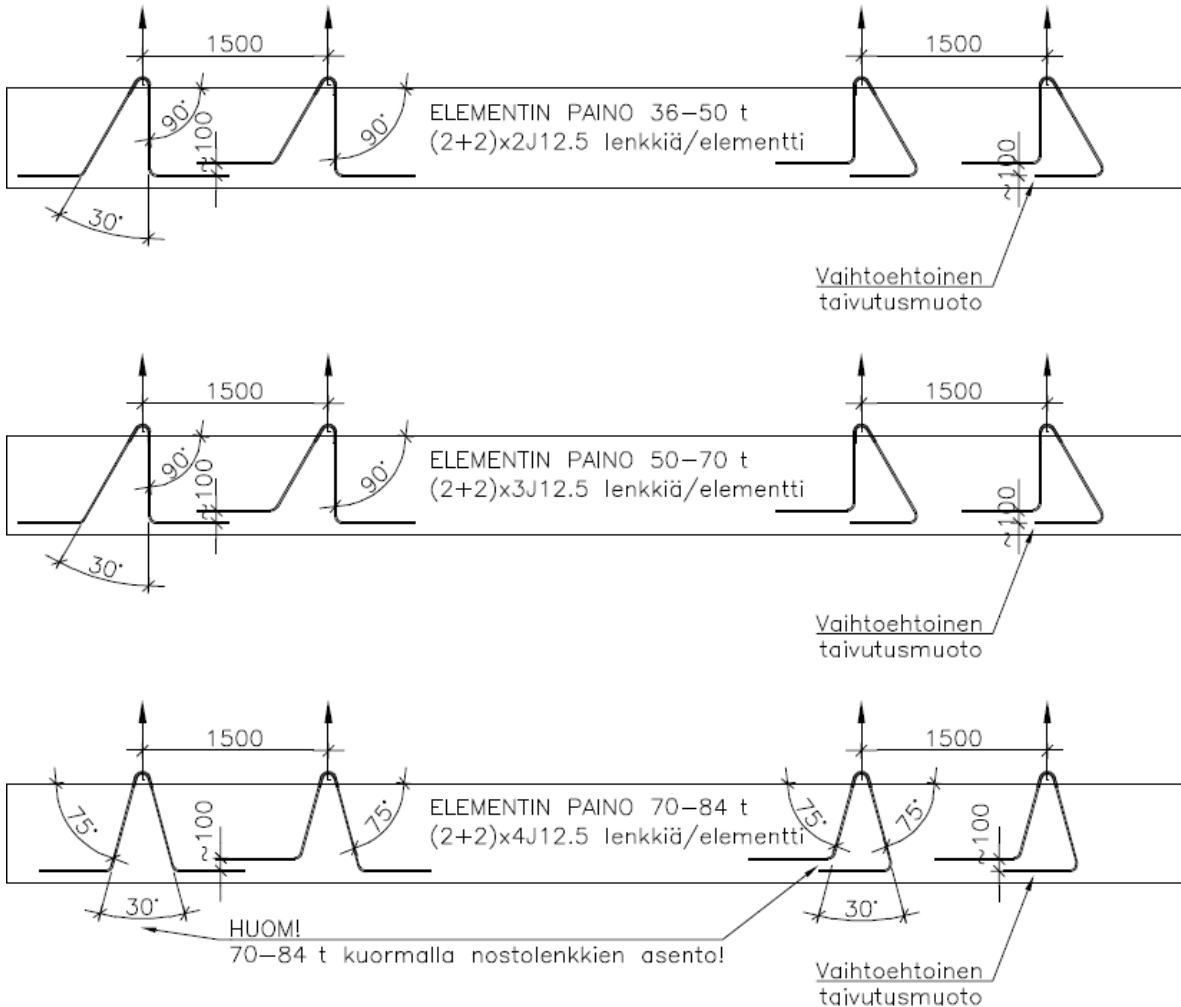 1500
1500
90°
90°
ELEMENTIN PAINO 36-50 t
(2+2)x2J12.5 lenkkiä/elementti
~100
~100
30°
Vaihtoehtoinen
taivutusmuoto
1500
1500
90°
90°
ELEMENTIN PAINO 50-70 t
(2+2)x3J12.5 lenkkiä/elementti
~100
~100
30°
Vaihtoehtoinen
taivutusmuoto
1500
1500
75°
75°
ELEMENTIN PAINO 70-84 t
(2+2)x4J12.5 lenkkiä/elementti
75°
75°
~100
~100
30°
30°
HUOM!
70-84 t kuormalla nostolenkkien asento!
Vaihtoehtoinen
taivutusmuoto